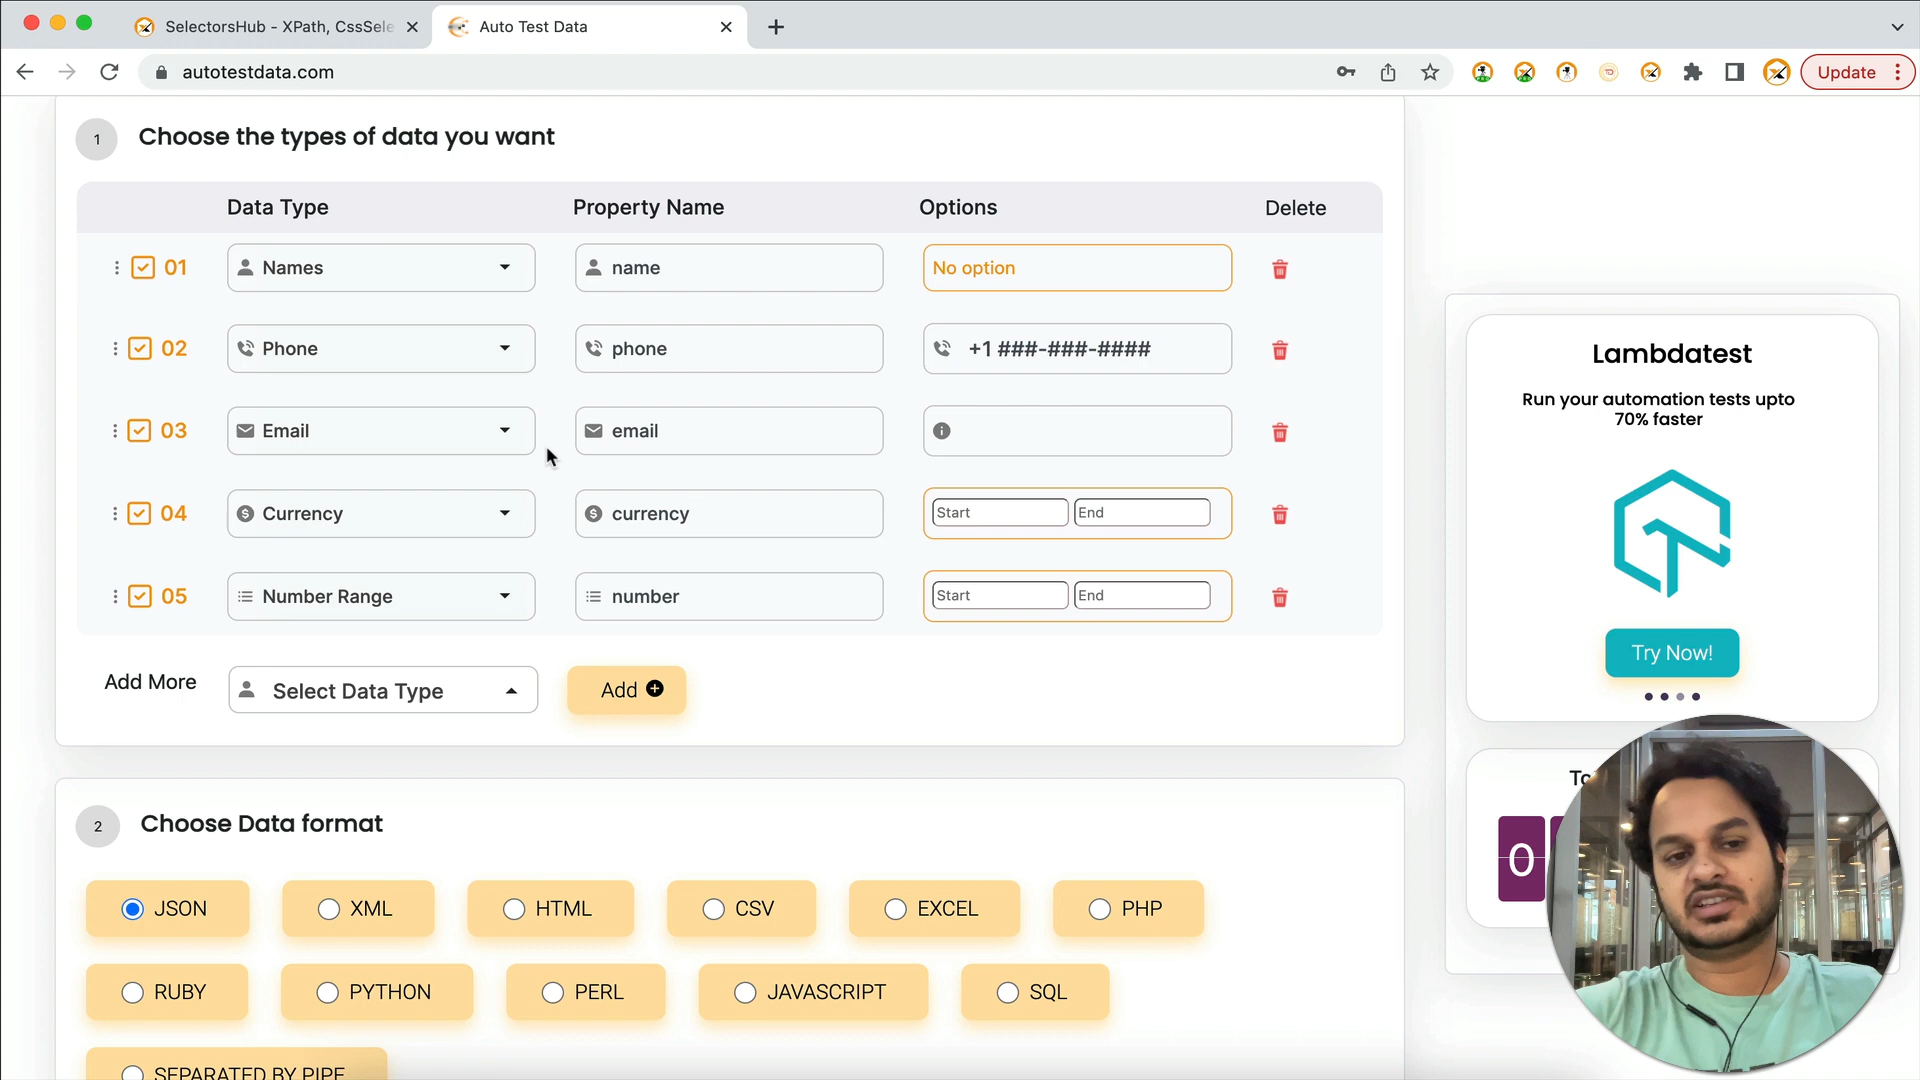 SelectorsHub - XPath, CssSele
Auto Test Data
autotestdata.com
Update
1
Choose the types of data you want
Data Type
Property Name
Options
Delete
01
Names
name
No option
02
Phone
phone
+1 ###-###-####
03
Email
email
04
Currency
currency
Start
End
05
Number Range
number
Start
End
Add More
Select Data Type
Add
Lambdatest
Run your automation tests upto
70% faster
Try Now!
0
2
Choose Data format
JSON
XML
HTML
CSV
EXCEL
PHP
RUBY
PYTHON
PERL
JAVASCRIPT
SQL
SEPARATED BY PIPE